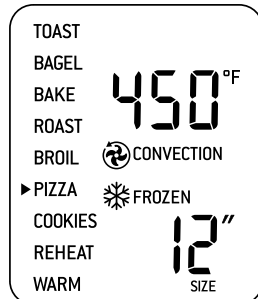 TOAST
BAGEL
BAKE
ROAST
BROIL
PIZZA
COOKIES
REHEAT
WARM
450°F
CONVECTION
FROZEN
12″
SIZE